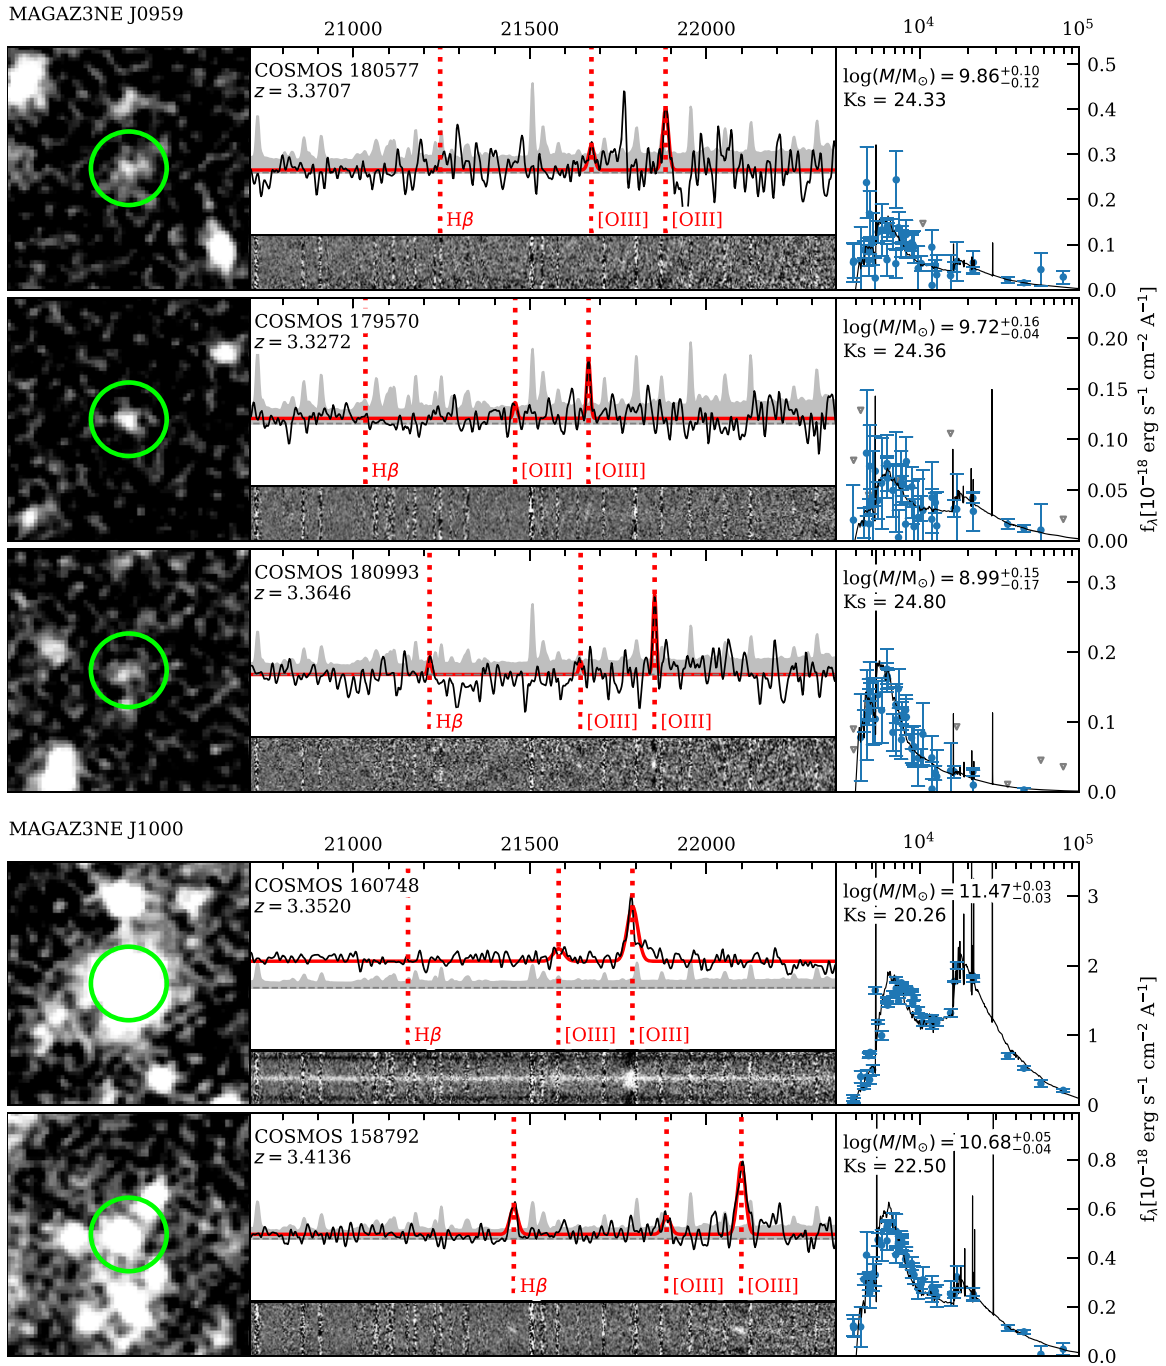 MAGAZ3NE J0959
21000 21500 22000 10⁴ 10⁵
COSMOS 180577
z = 3.3707
Hβ [OIII] [OIII]
log(M/M⊙) = 9.86 +0.10 −0.12
Ks = 24.33
0.5
0.4
0.3
0.2
0.1
0.0
COSMOS 179570
z = 3.3272
Hβ [OIII] [OIII]
log(M/M⊙) = 9.72 +0.16 −0.04
Ks = 24.36
0.20
0.15
0.10
0.05
0.00
fλ[10⁻¹⁸ erg s⁻¹ cm⁻² A⁻¹]
COSMOS 180993
z = 3.3646
Hβ [OIII] [OIII]
log(M/M⊙) = 8.99 +0.15 −0.17
Ks = 24.80
0.3
0.2
0.1
0.0
MAGAZ3NE J1000
21000 21500 22000 10⁴ 10⁵
COSMOS 160748
z = 3.3520
Hβ [OIII] [OIII]
log(M/M⊙) = 11.47 +0.03 −0.03
Ks = 20.26
3
2
1
0
fλ[10⁻¹⁸ erg s⁻¹ cm⁻² A⁻¹]
COSMOS 158792
z = 3.4136
Hβ [OIII] [OIII]
log(M/M⊙) = 10.68 +0.05 −0.04
Ks = 22.50
0.8
0.6
0.4
0.2
0.0